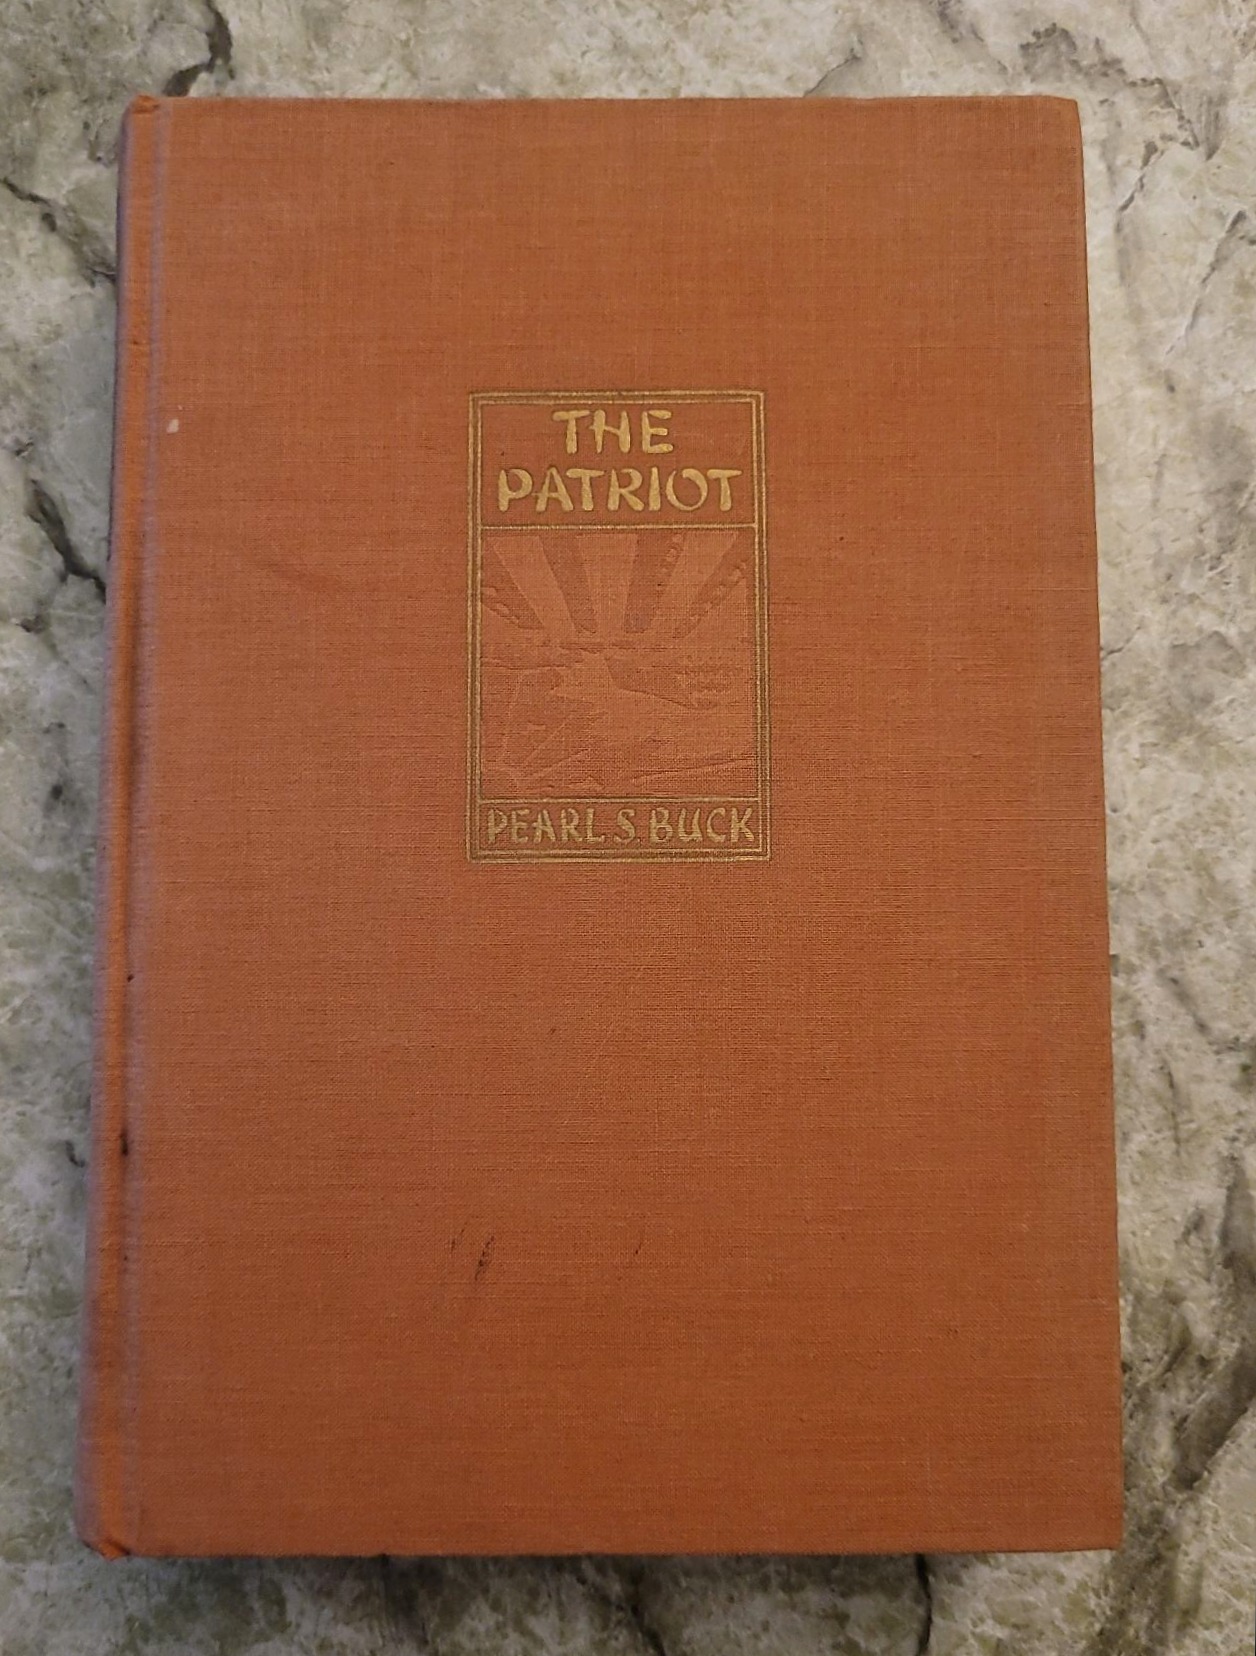 THE
PATRIOT
PEARL S. BUCK